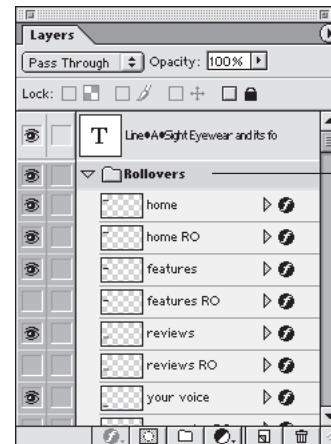 Layers
Pass Through Opacity: 100%
Lock:
T Line•A•Sight Eyewear and its fo
Rollovers
home
home RO
features
features RO
reviews
reviews RO
your voice